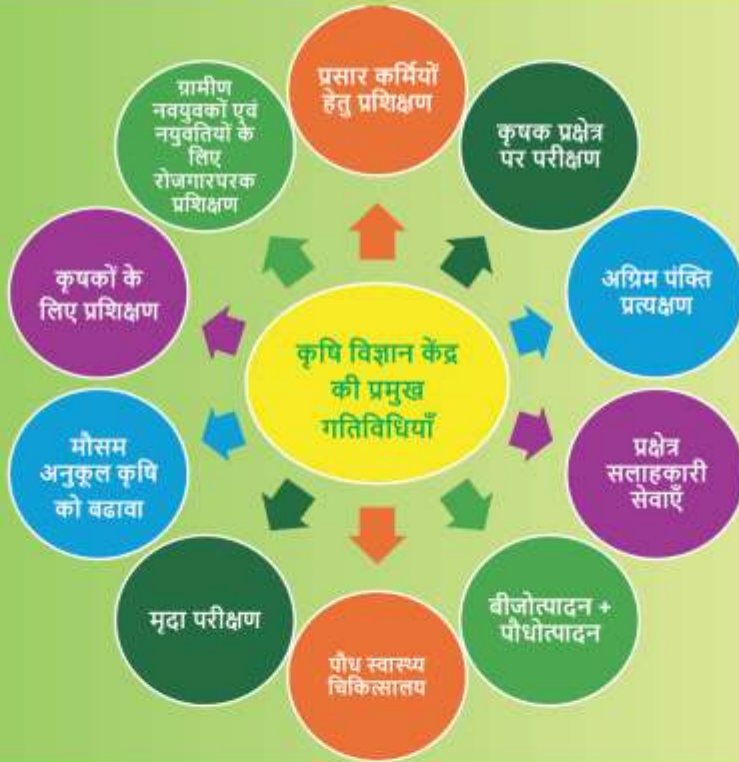 प्रसार कर्मियों
हेतु प्रशिक्षण
कृषक प्रक्षेत्र
पर परीक्षण
अग्रिम पंक्ति
प्रत्यक्षण
प्रक्षेत्र
सलाहकारी
सेवाएँ
बीजोत्पादन +
पौधोत्पादन
पौध स्वास्थ्य
चिकित्सालय
मृदा परीक्षण
मौसम
अनुकूल कृषि
को बढावा
कृषकों के
लिए प्रशिक्षण
ग्रामीण
नवयुवकों एवं
नयुवतियों के
लिए
रोजगारपरक
प्रशिक्षण
कृषि विज्ञान केंद्र
की प्रमुख
गतिविधियाँ